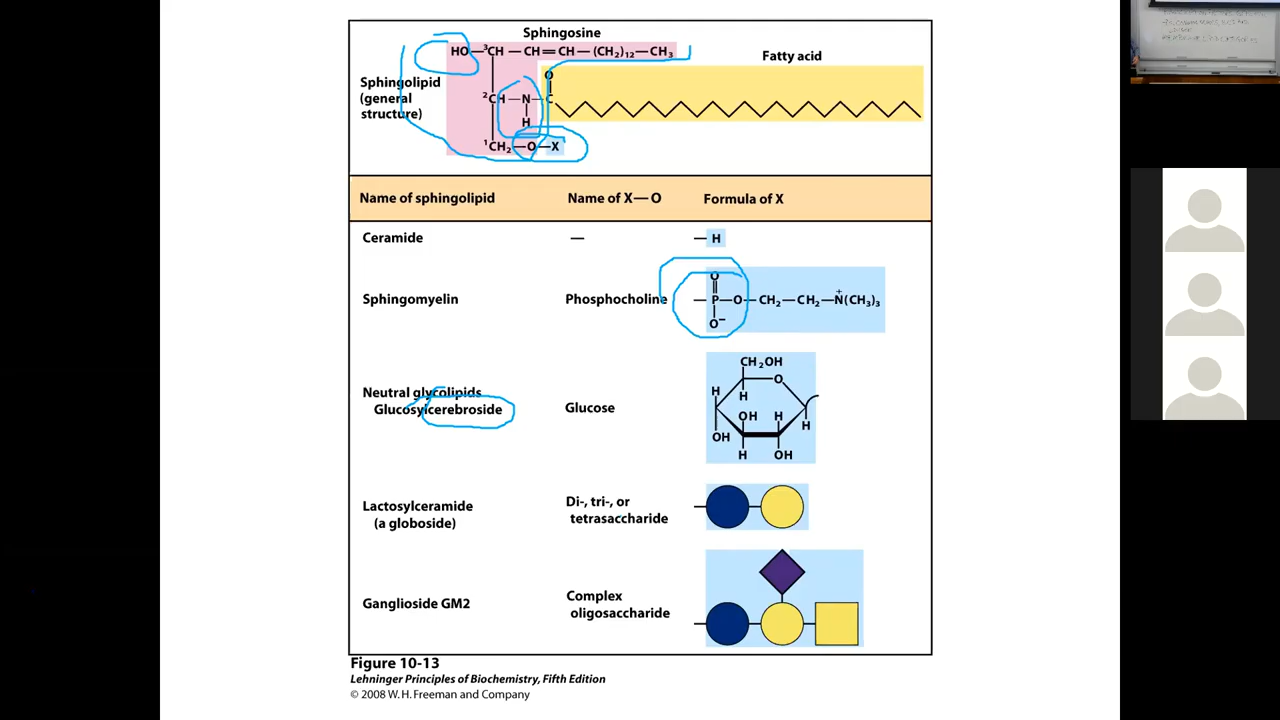 Sphingosine
HO—³CH—CH=CH—(CH₂)₁₂—CH₃
Fatty acid
Sphingolipid
(general
structure)
O
²CH—N—C
H
¹CH₂—O—X
Name of sphingolipid Name of X—O Formula of X
Ceramide — —H
O
Sphingomyelin Phosphocholine —P—O—CH₂—CH₂—N(CH₃)₃
+
O⁻
CH₂OH
Neutral glycolipids
Glucosylcerebroside Glucose
O
H
H
OH H
OH H
H OH
Lactosylceramide
(a globoside)
Di-, tri-, or
tetrasaccharide
Ganglioside GM2
Complex
oligosaccharide
Figure 10-13
Lehninger Principles of Biochemistry, Fifth Edition
© 2008 W.H. Freeman and Company